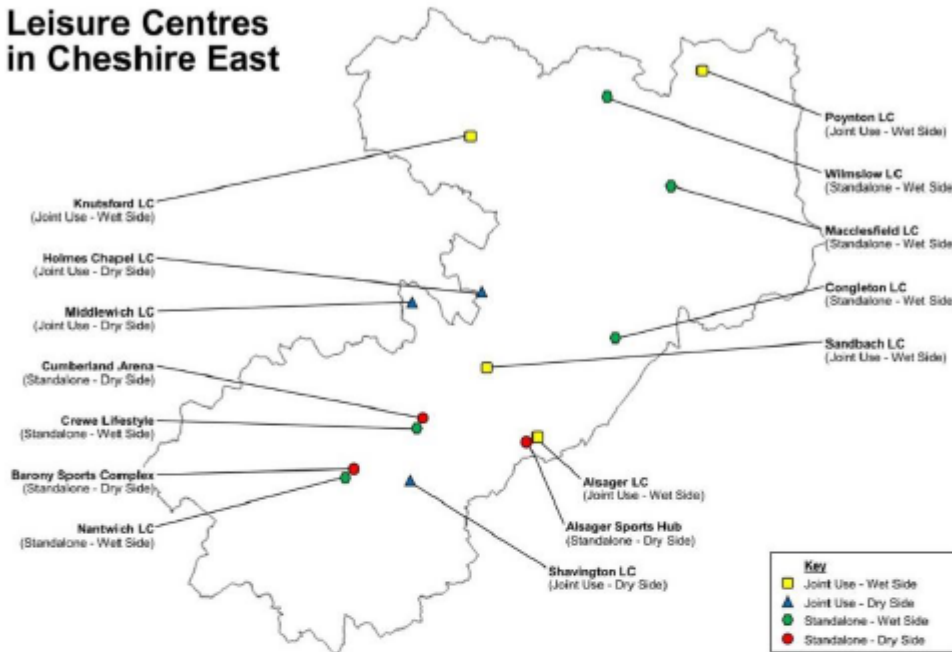 Leisure Centres
in Cheshire East
Poynton LC
(Joint Use - Wet Side)
Wilmslow LC
(Standalone - Wet Side)
Macclesfield LC
(Standalone - Wet Side)
Congleton LC
(Standalone - Wet Side)
Sandbach LC
(Joint Use - Wet Side)
Knutsford LC
(Joint Use - Wet Side)
Holmes Chapel LC
(Joint Use - Dry Side)
Middlewich LC
(Joint Use - Dry Side)
Cumberland Arena
(Standalone - Dry Side)
Crewe Lifestyle
(Standalone - Wet Side)
Barony Sports Complex
(Standalone - Dry Side)
Nantwich LC
(Standalone - Wet Side)
Alsager LC
(Joint Use - Wet Side)
Alsager Sports Hub
(Standalone - Dry Side)
Shavington LC
(Joint Use - Dry Side)
Key
Joint Use - Wet Side
Joint Use - Dry Side
Standalone - Wet Side
Standalone - Dry Side